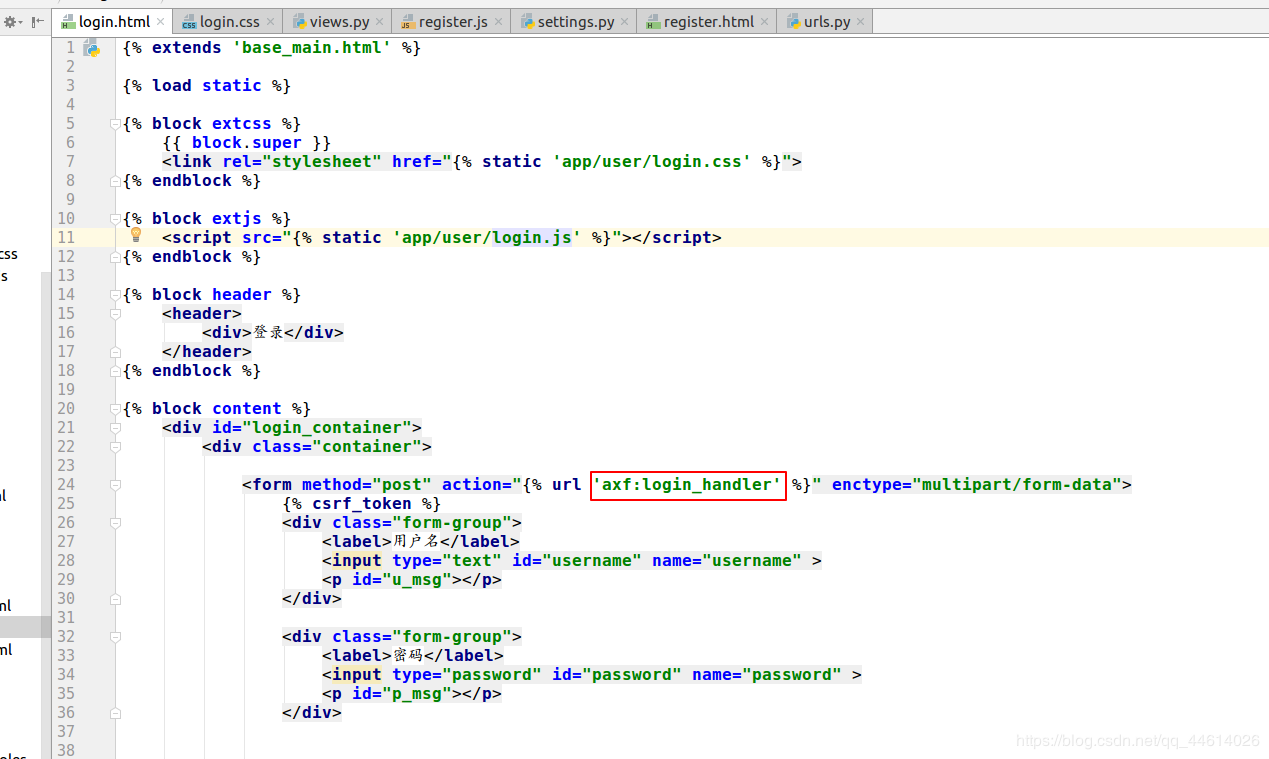 login.html login.css views.py register.js settings.py register.html urls.py
1 {% extends 'base_main.html' %}
2
3 {% load static %}
4
5 {% block extcss %}
6 {{ block.super }}
7 <link rel="stylesheet" href="{% static 'app/user/login.css' %}">
8 {% endblock %}
9
10 {% block extjs %}
11 <script src="{% static 'app/user/login.js' %}"></script>
12 {% endblock %}
13
14 {% block header %}
15 <header>
16 <div>登录</div>
17 </header>
18 {% endblock %}
19
20 {% block content %}
21 <div id="login_container">
22 <div class="container">
23
24 <form method="post" action="{% url 'axf:login_handler' %}" enctype="multipart/form-data">
25 {% csrf_token %}
26 <div class="form-group">
27 <label>用户名</label>
28 <input type="text" id="username" name="username" >
29 <p id="u_msg"></p>
30 </div>
31
32 <div class="form-group">
33 <label>密码</label>
34 <input type="password" id="password" name="password" >
35 <p id="p_msg"></p>
36 </div>
37
38
css
s
ml
ml
https://blog.csdn.net/qq_44614026